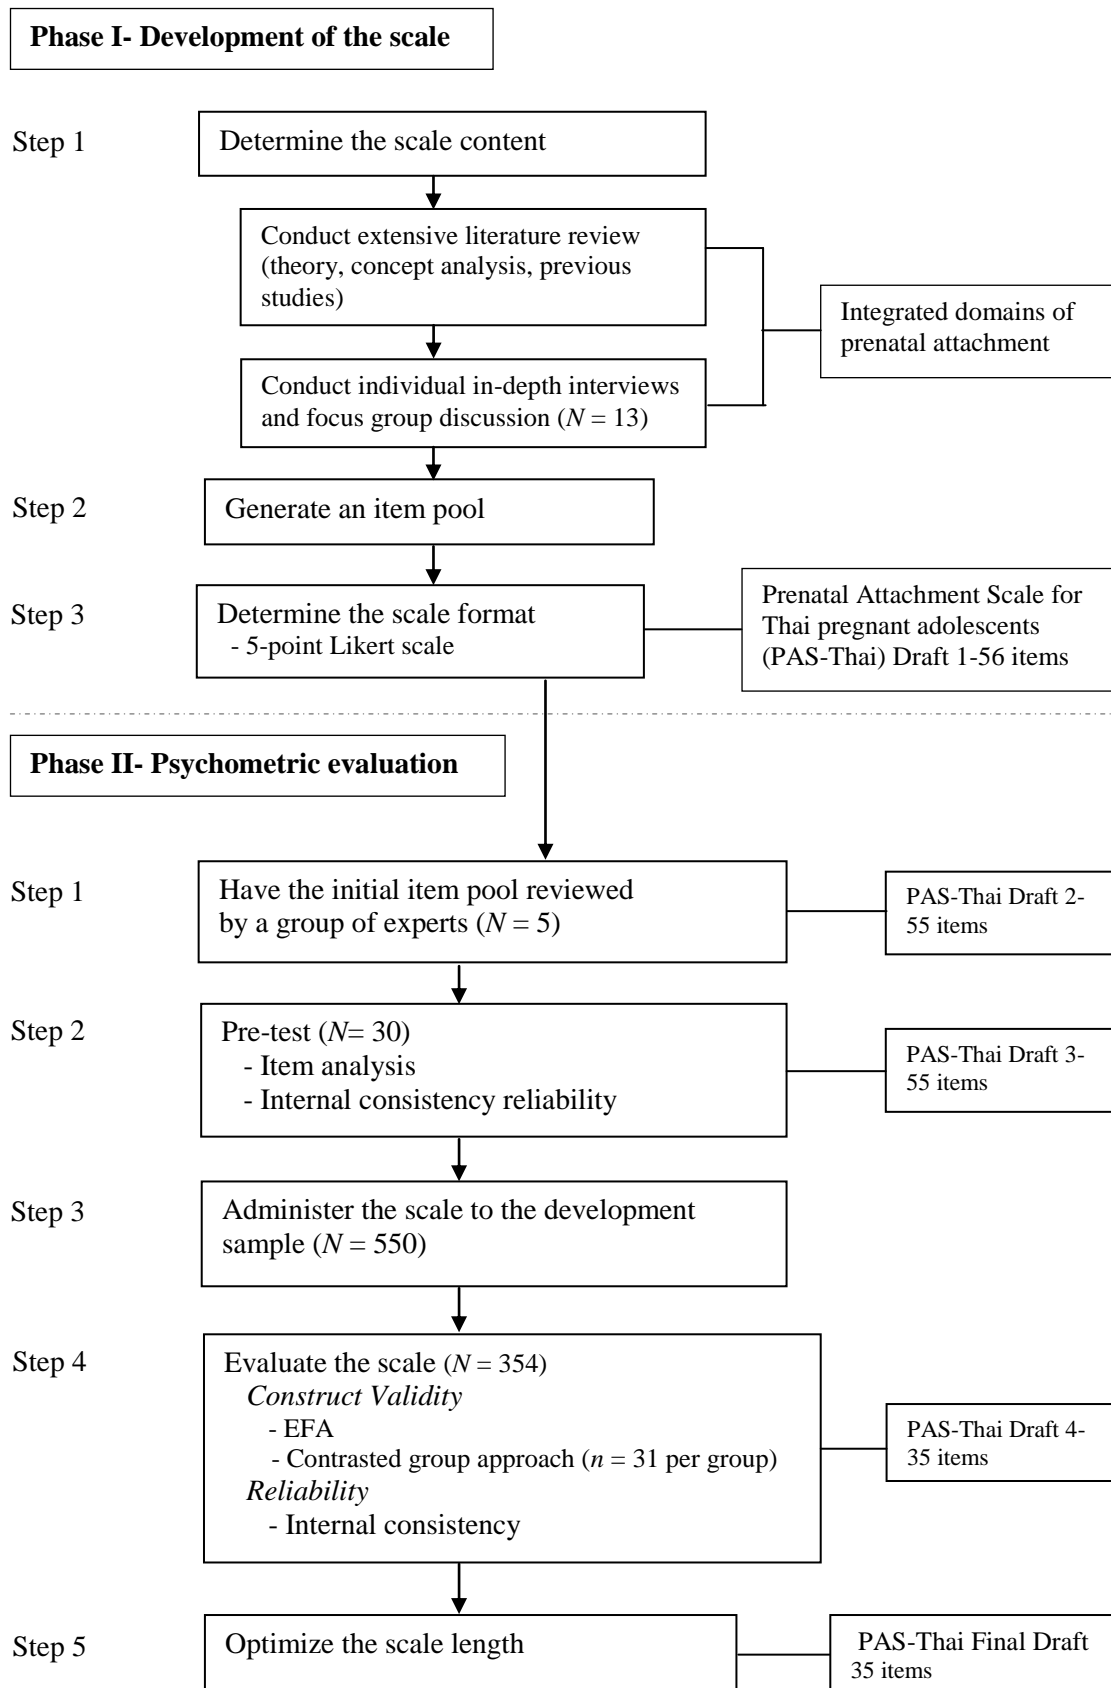 Phase I- Development of the scale
Step 1
Determine the scale content
Conduct extensive literature review
(theory, concept analysis, previous
studies)
Integrated domains of
prenatal attachment
Conduct individual in-depth interviews
and focus group discussion (N = 13)
Step 2
Generate an item pool
Step 3
Determine the scale format
- 5-point Likert scale
Prenatal Attachment Scale for
Thai pregnant adolescents
(PAS-Thai) Draft 1-56 items
Phase II- Psychometric evaluation
Step 1
Have the initial item pool reviewed
by a group of experts (N = 5)
PAS-Thai Draft 2-
55 items
Step 2
Pre-test (N= 30)
- Item analysis
- Internal consistency reliability
PAS-Thai Draft 3-
55 items
Step 3
Administer the scale to the development
sample (N = 550)
Step 4
Evaluate the scale (N = 354)
Construct Validity
- EFA
- Contrasted group approach (n = 31 per group)
Reliability
- Internal consistency
PAS-Thai Draft 4-
35 items
Step 5
Optimize the scale length
PAS-Thai Final Draft
35 items